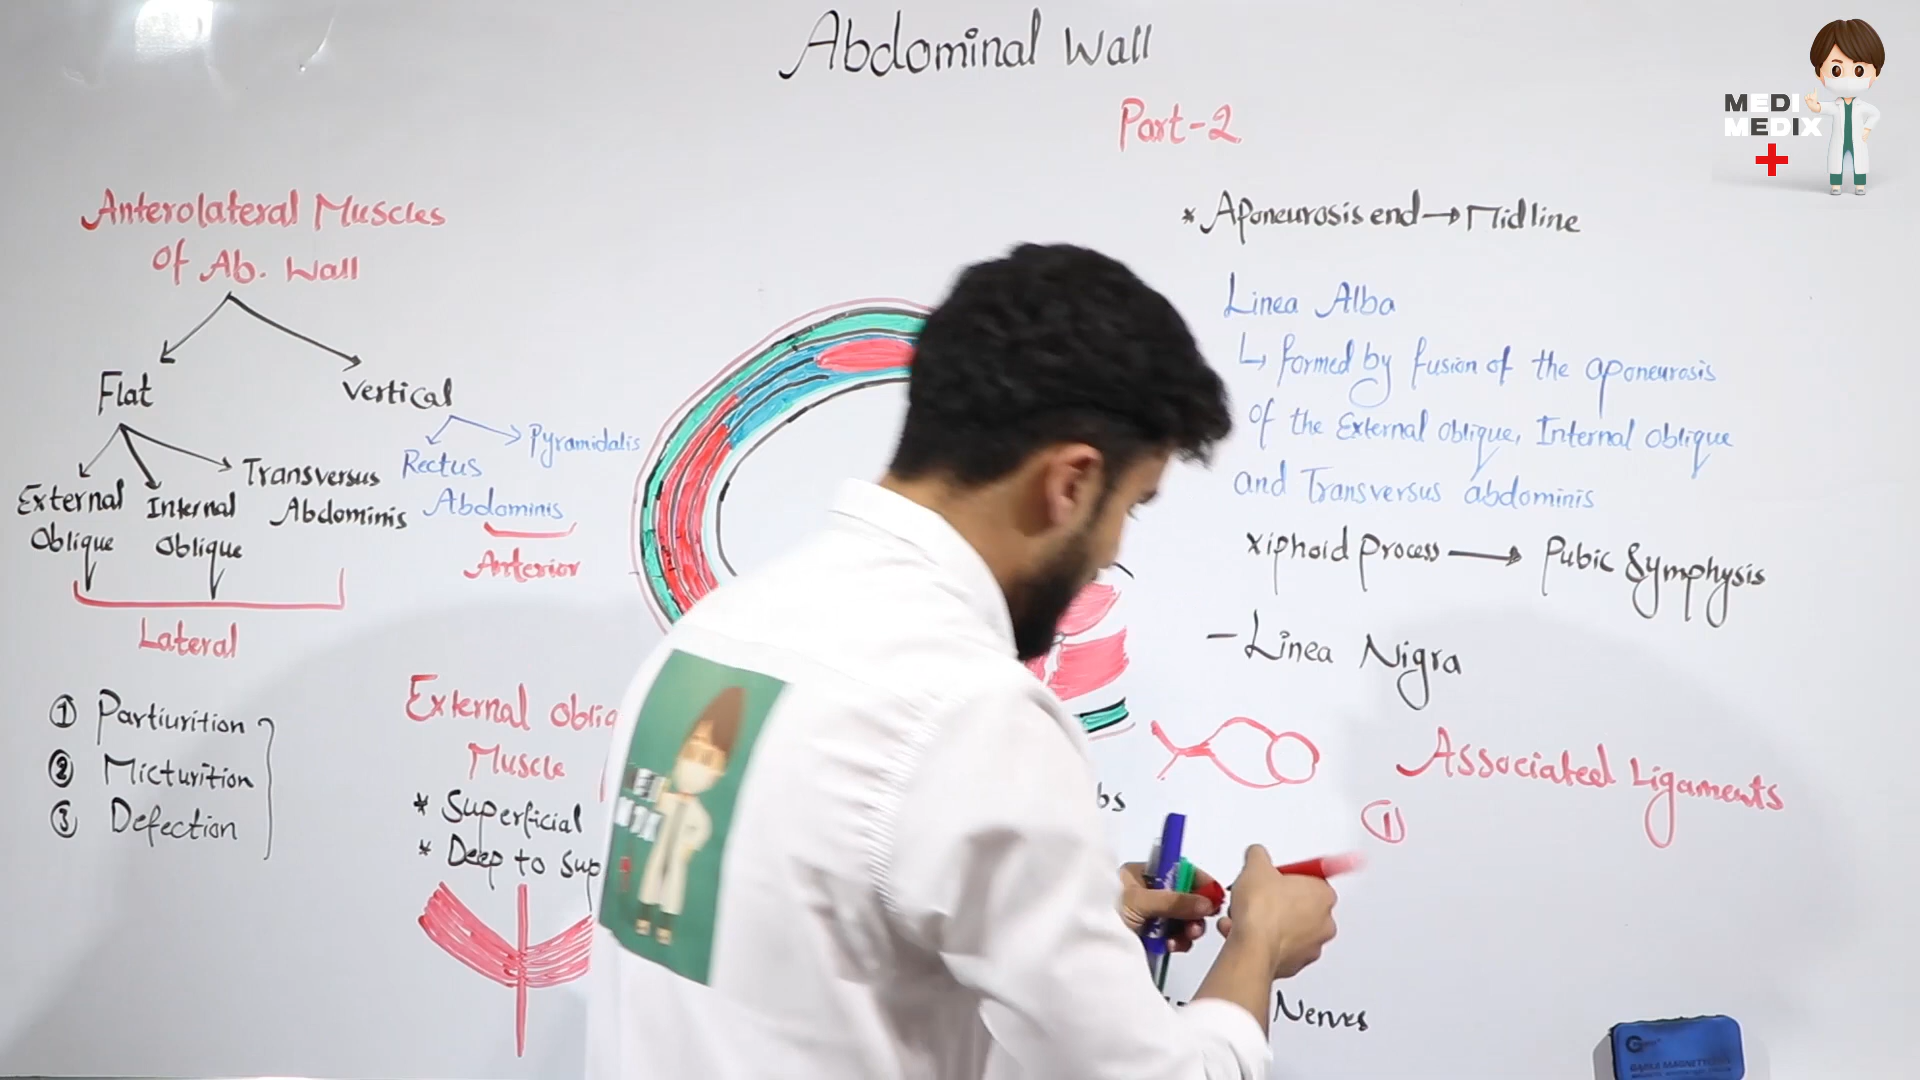 Abdominal Wall
Part-2
MEDI
MEDIX
Anterolateral Muscles
of Ab. Wall
Flat
Vertical
External
Oblique
Internal
Oblique
Transversus
Abdominis
Rectus
Abdominis
Pyramidalis
Anterior
Lateral
① Partiurition
② Micturition
③ Defection
External obliq
Muscle
* Superficial
* Deep to Sup
bs
Nerves
* Aponeurosis end → Midline
Linea Alba
↳ formed by fusion of the aponeurosis
of the External oblique, Internal oblique
and Transversus abdominis
Xiphoid Process → Pubic Symphysis
- Linea Nigra
Associated Ligaments
①